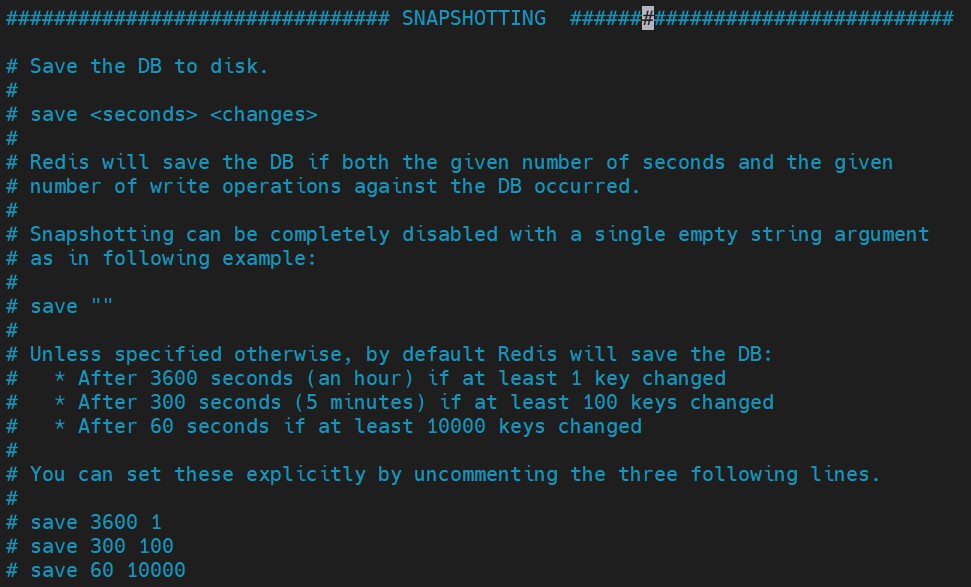 ################################ SNAPSHOTTING  ################################

# Save the DB to disk.
#
# save <seconds> <changes>
#
# Redis will save the DB if both the given number of seconds and the given
# number of write operations against the DB occurred.
#
# Snapshotting can be completely disabled with a single empty string argument
# as in following example:
#
# save ""
#
# Unless specified otherwise, by default Redis will save the DB:
#   * After 3600 seconds (an hour) if at least 1 key changed
#   * After 300 seconds (5 minutes) if at least 100 keys changed
#   * After 60 seconds if at least 10000 keys changed
#
# You can set these explicitly by uncommenting the three following lines.
#
# save 3600 1
# save 300 100
# save 60 10000